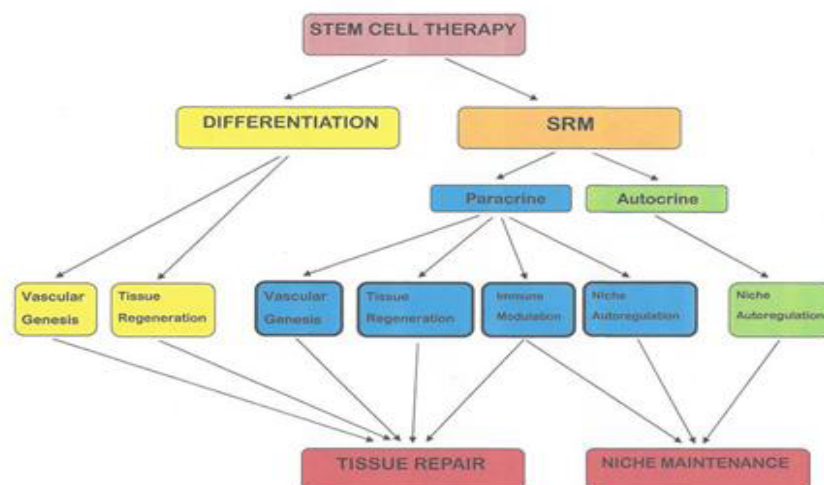 STEM CELL THERAPY
DIFFERENTIATION
SRM
Paracrine
Autocrine
Vascular
Genesis
Tissue
Regeneration
Vascular
Genesis
Tissue
Regeneration
Immune
Modulation
Niche
Autoregulation
Niche
Autoregulation
TISSUE REPAIR
NICHE MAINTENANCE